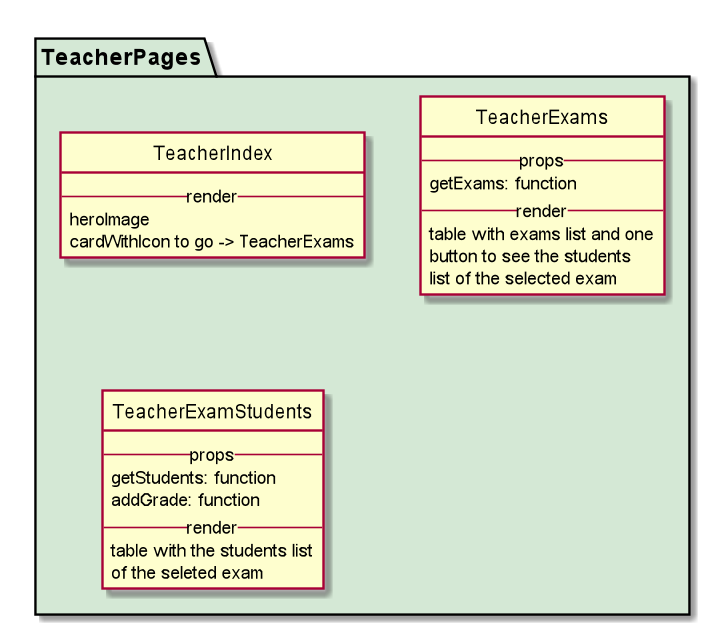 TeacherPages
TeacherIndex
render
heroImage
cardWithIcon to go -> TeacherExams
TeacherExams
props
getExams: function
render
table with exams list and one
button to see the students
list of the selected exam
TeacherExamStudents
props
getStudents: function
addGrade: function
render
table with the students list
of the seleted exam